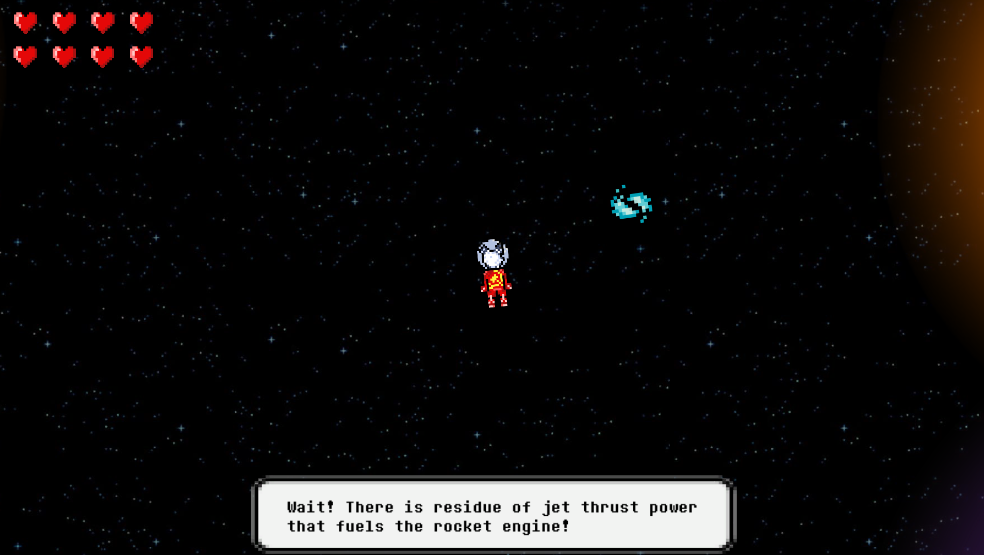 Wait! There is residue of jet thrust power
that fuels the rocket engine!